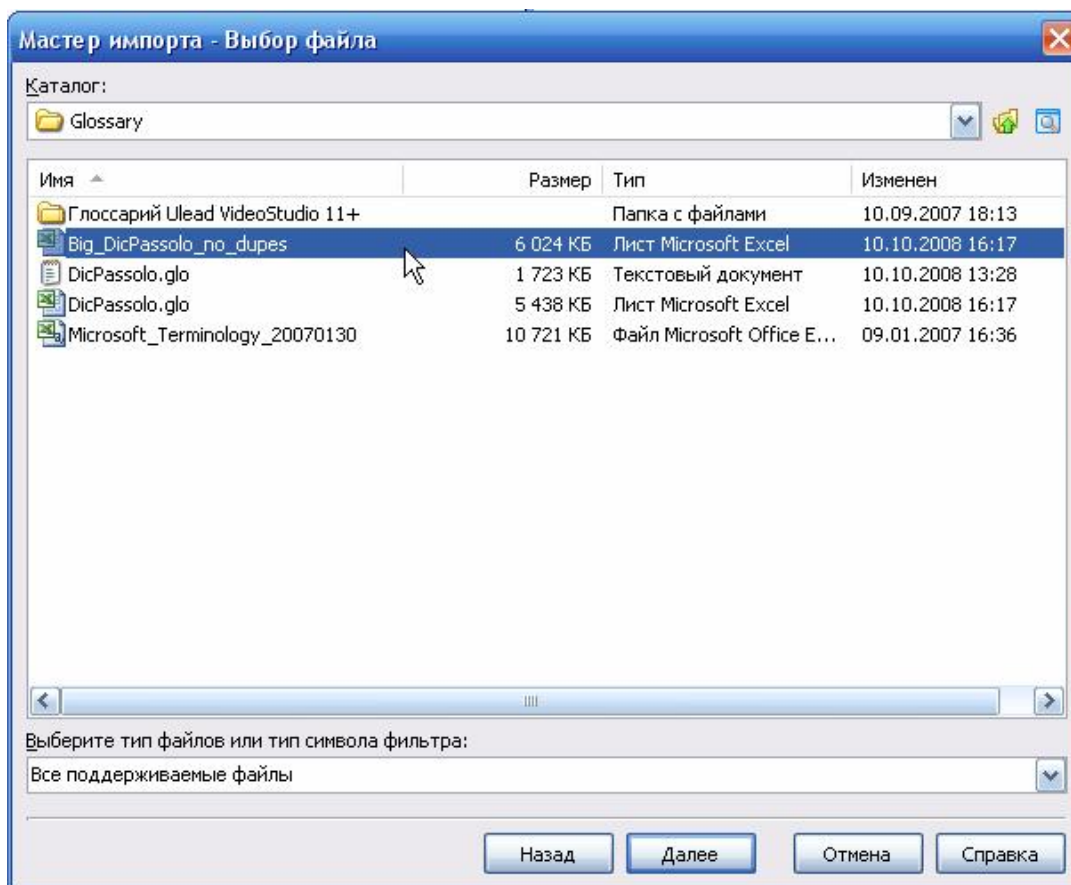 Мастер импорта - Выбор файла
Каталог:
Glossary
Имя Размер Тип Изменен
Глоссарий Ulead VideoStudio 11+ Папка с файлами 10.09.2007 18:13
Big_DicPassolo_no_dupes 6 024 КБ Лист Microsoft Excel 10.10.2008 16:17
DicPassolo.glo 1 723 КБ Текстовый документ 10.10.2008 13:28
DicPassolo.glo 5 438 КБ Лист Microsoft Excel 10.10.2008 16:17
Microsoft_Terminology_20070130 10 721 КБ Файл Microsoft Office E... 09.01.2007 16:36
Выберите тип файлов или тип символа фильтра:
Все поддерживаемые файлы
Назад Далее Отмена Справка